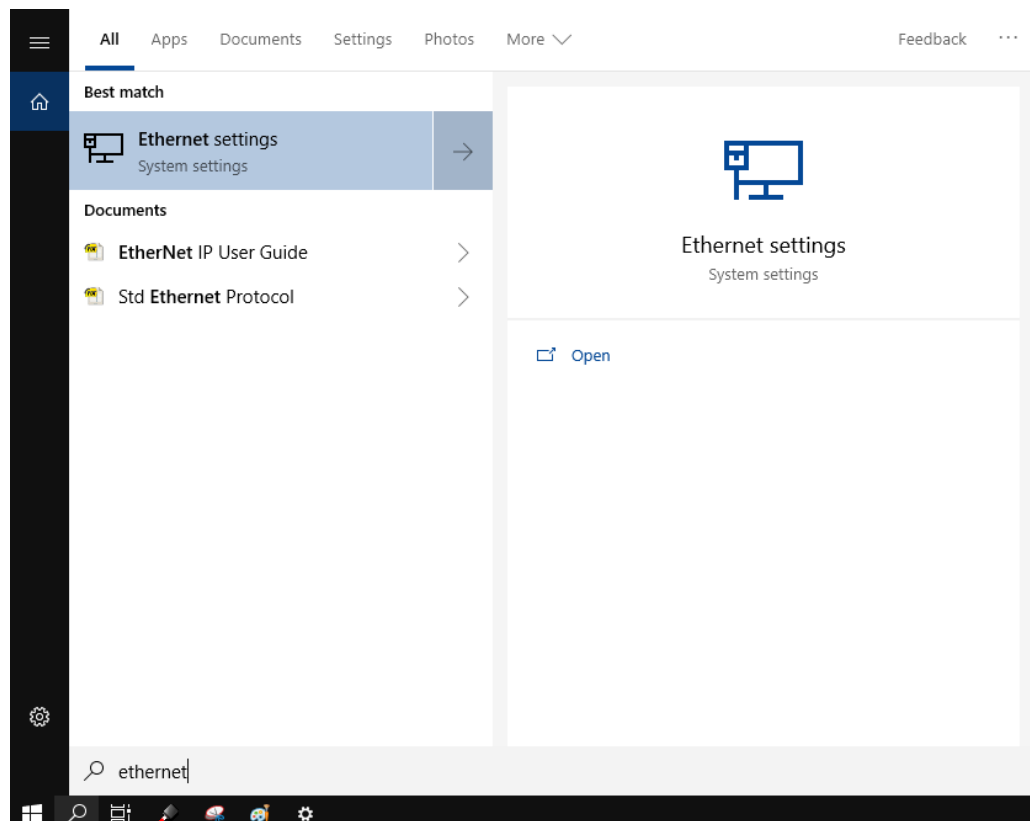 All Apps Documents Settings Photos More Feedback ...
Best match
Ethernet settings
System settings
Documents
EtherNet IP User Guide
Std Ethernet Protocol
Ethernet settings
System settings
Open
ethernet